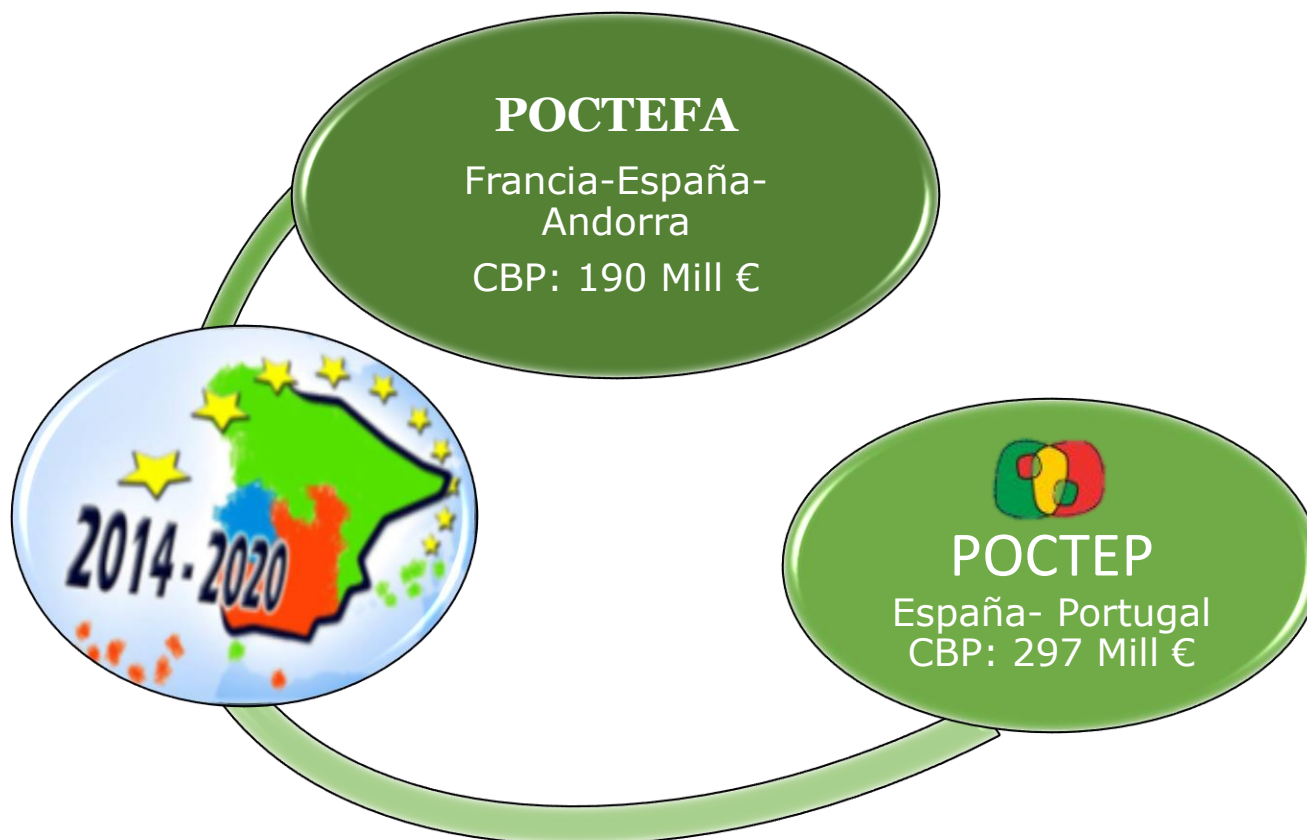 POCTEFA
Francia-España-
Andorra
CBP: 190 Mill €
2014 - 2020
POCTEP
España- Portugal
CBP: 297 Mill €